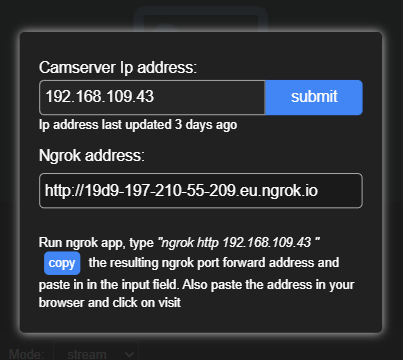 Camserver Ip address:
192.168.109.43 submit
Ip address last updated 3 days ago
Ngrok address:
http://19d9-197-210-55-209.eu.ngrok.io
Run ngrok app, type "ngrok http 192.168.109.43 "
copy the resulting ngrok port forward address and
paste in in the input field. Also paste the address in your
browser and click on visit
Mode: stream